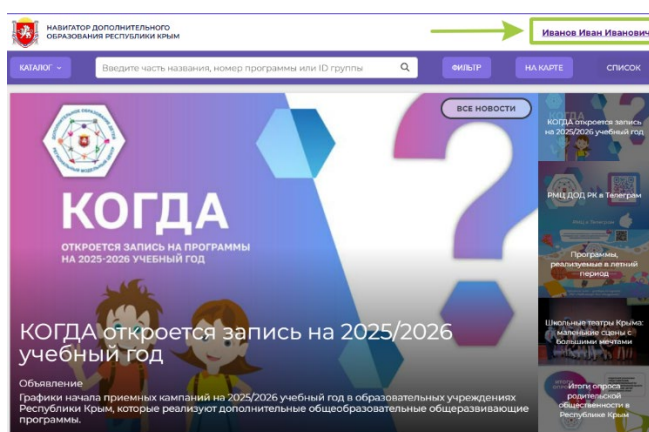 НАВИГАТОР ДОПОЛНИТЕЛЬНОГО
ОБРАЗОВАНИЯ РЕСПУБЛИКИ КРЫМ
Иванов Иван Иванович
КАТАЛОГ
Введите часть названия, номер программы или ID группы
ФИЛЬТР
НА КАРТЕ
СПИСОК
ВСЕ НОВОСТИ
КОГДА
ОТКРОЕТСЯ ЗАПИСЬ НА ПРОГРАММЫ
НА 2025-2026 УЧЕБНЫЙ ГОД
КОГДА откроется запись на 2025/2026
учебный год
Объявление
Графики начала приемных кампаний на 2025/2026 учебный год в образовательных учреждениях
Республики Крым, которые реализуют дополнительные общеобразовательные общеразвивающие
программы.
КОГДА откроется запись
на 2025/2026 учебный год
РМЦ ДОД РК в Телеграм
Программы,
реализуемые в летний
период
Школьные театры Крыма:
маленькие сцены с
большими мечтами
Итоги опроса
родительской
общественности в
Республике Крым